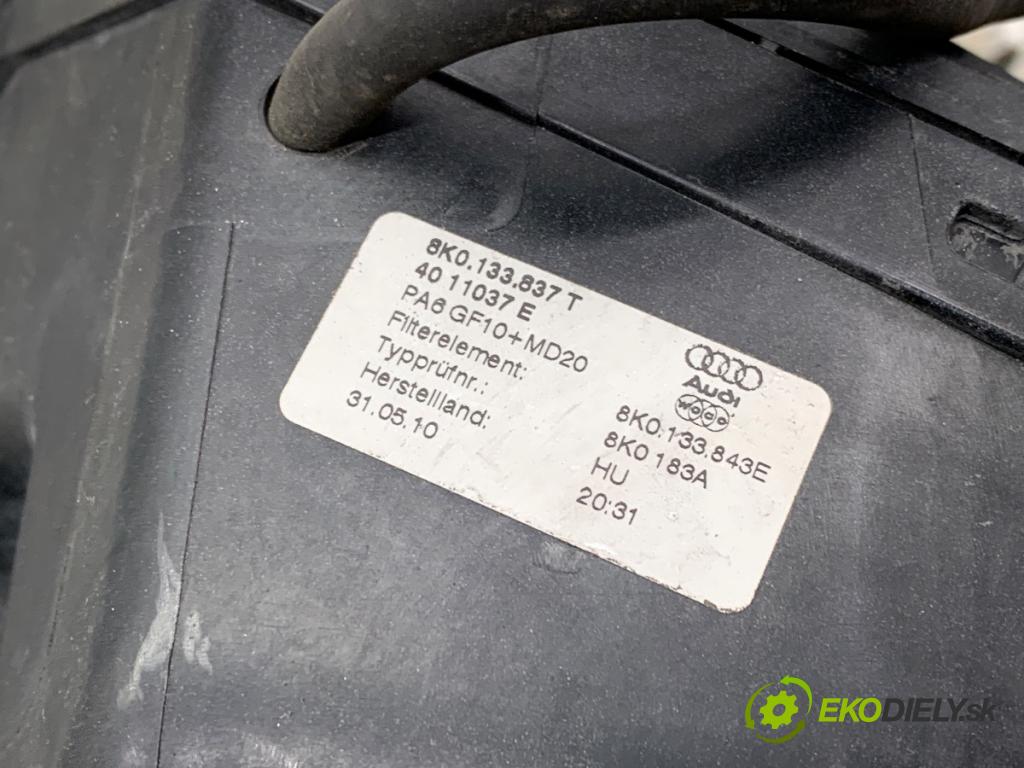 8K0.133.837 T
40 11037 E
PA6 GF10+MD20
Filterelement: 8K0.133.843E
Typprüfnr.: 8K0 183A
Herstellland: HU
31.05.10 20:31
Audi
EKODIELY.sk